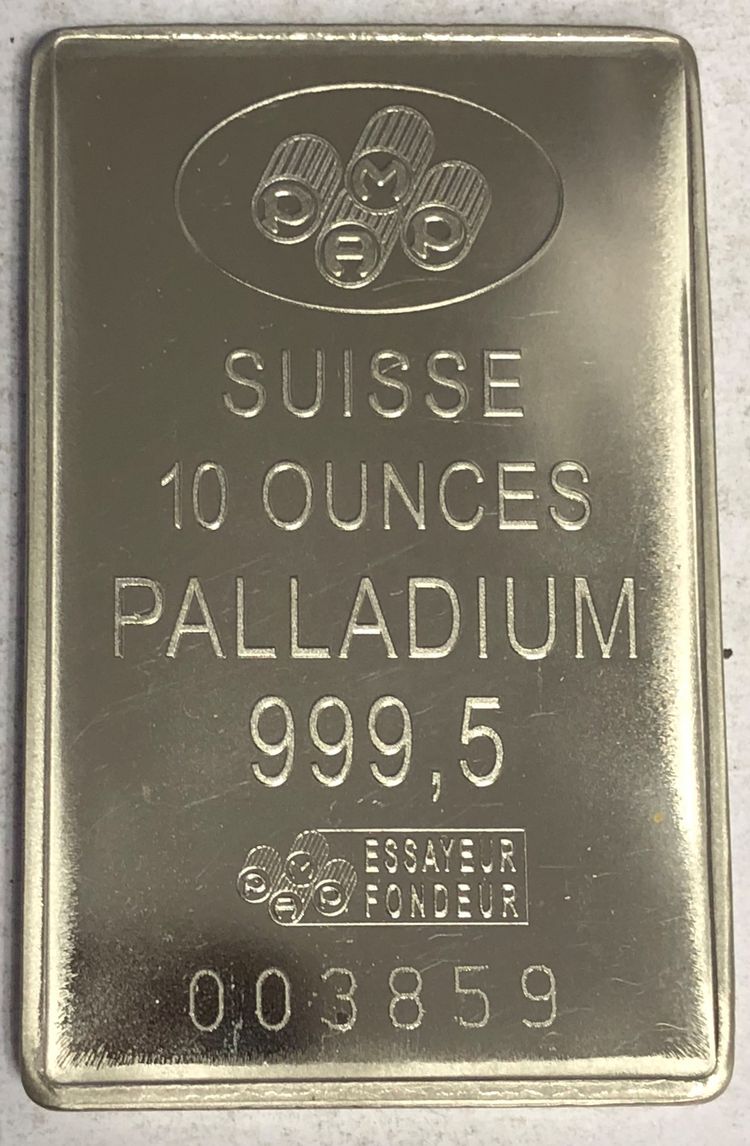 PAMP
SUISSE
10 OUNCES
PALLADIUM
999,5
PAMP ESSAYEUR
FONDEUR
003859